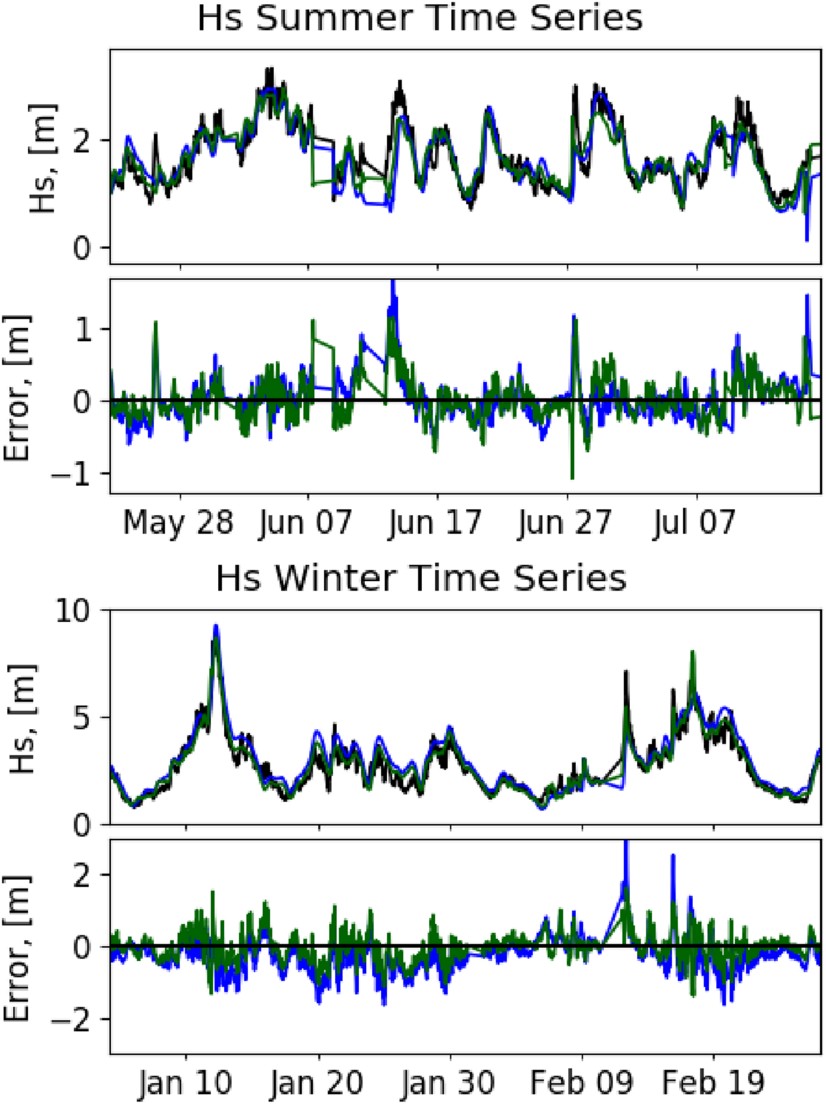 Hs Summer Time Series
Hs, [m]
2
0
Error, [m]
1
0
−1
May 28 Jun 07 Jun 17 Jun 27 Jul 07
Hs Winter Time Series
Hs, [m]
10
5
0
Error, [m]
2
0
−2
Jan 10 Jan 20 Jan 30 Feb 09 Feb 19